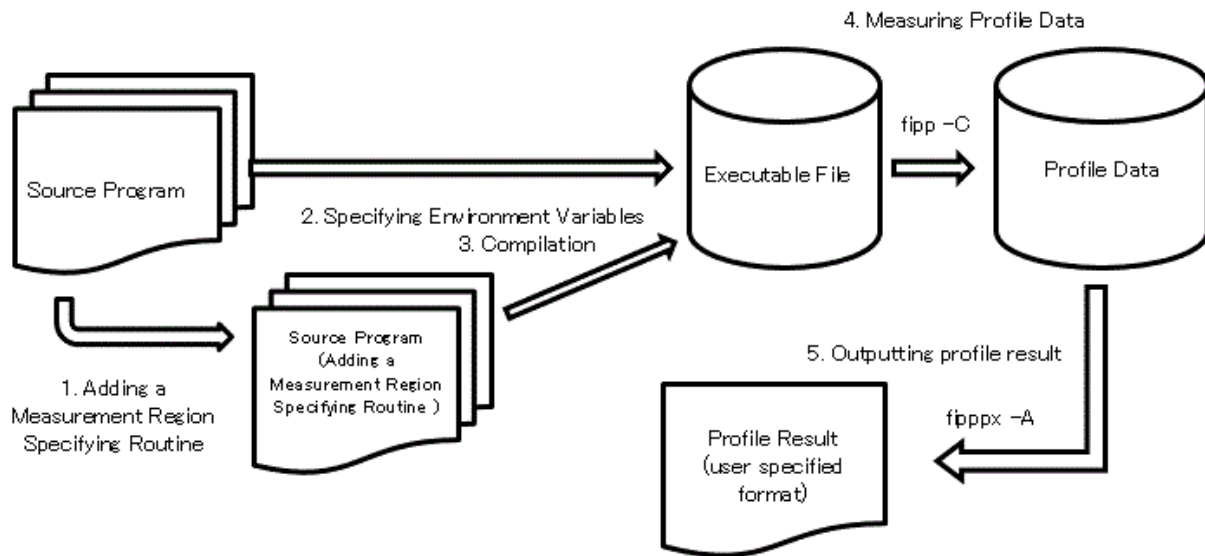 4. Measuring Profile Data
Source Program
Executable File
fipp -C
Profile Data
2. Specifying Environment Variables
3. Compilation
1. Adding a
Measurement Region
Specifying Routine
Source Program
(Adding a
Measurement Region
Specifying Routine )
5. Outputting profile result
fipppx -A
Profile Result
(user specified
format)